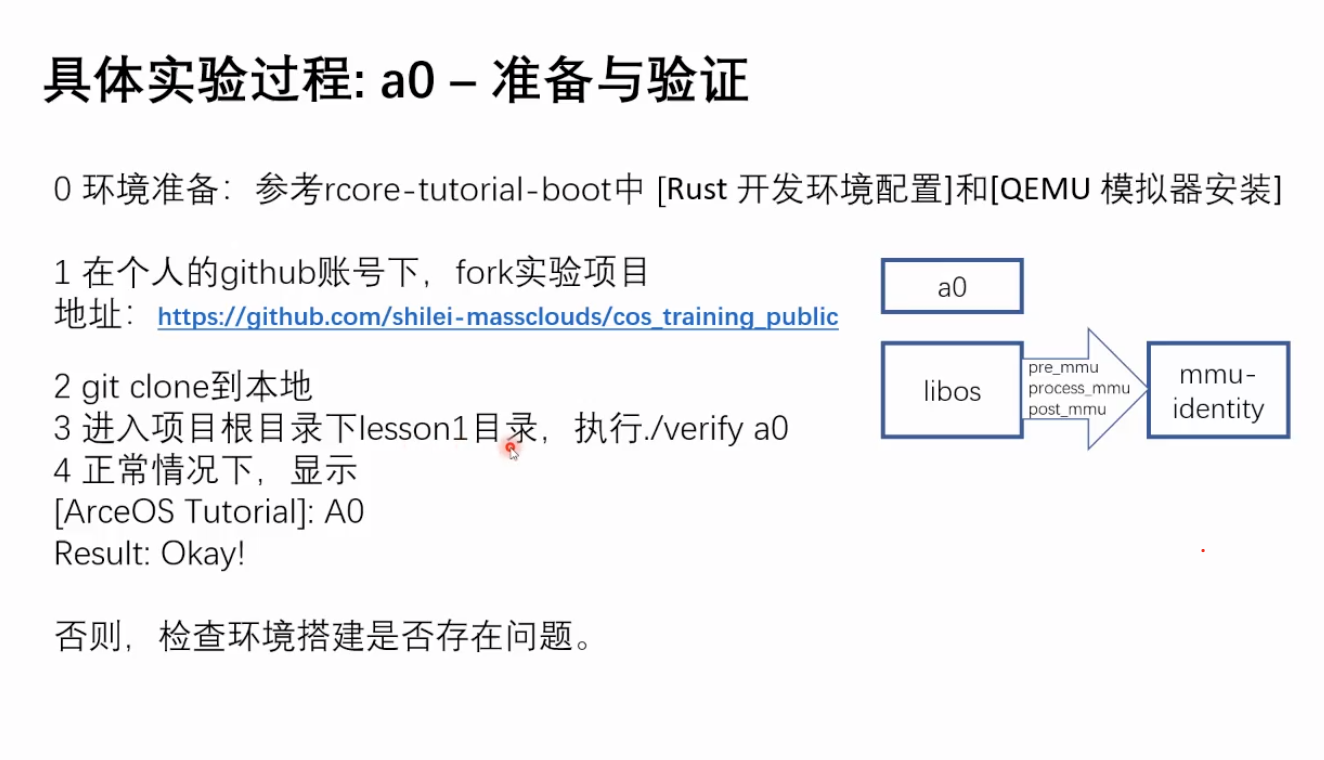 具体实验过程: a0 – 准备与验证
0 环境准备：参考rcore-tutorial-boot中 [Rust 开发环境配置]和[QEMU 模拟器安装]
1 在个人的github账号下，fork实验项目
地址：https://github.com/shilei-massclouds/cos_training_public
2 git clone到本地
3 进入项目根目录下lesson1目录，执行./verify a0
4 正常情况下，显示
[ArceOS Tutorial]: A0
Result: Okay!
否则，检查环境搭建是否存在问题。
a0
libos
pre_mmu
process_mmu
post_mmu
mmu-
identity